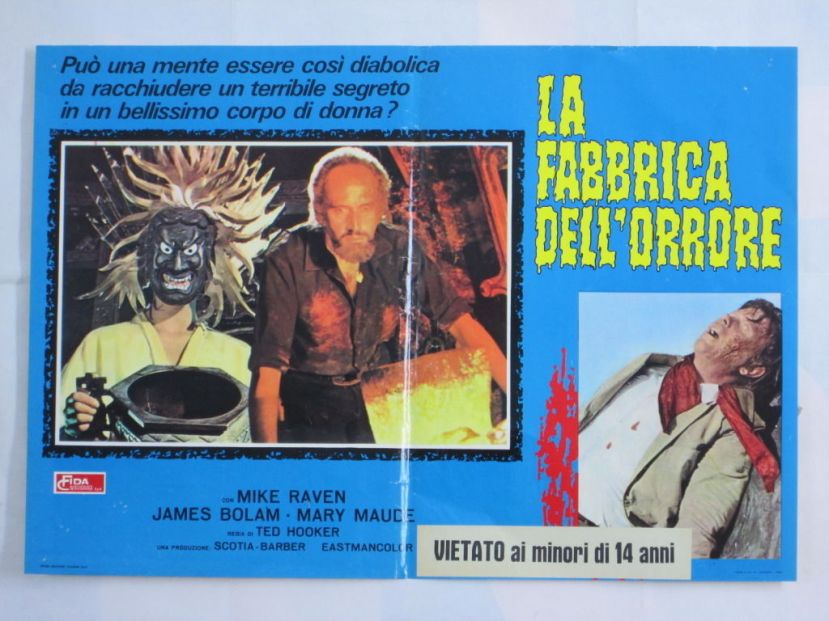 Può una mente essere così diabolica
da racchiudere un terribile segreto
in un bellissimo corpo di donna?
LA
FABBRICA
DELL'ORRORE
FIDA
CON MIKE RAVEN
JAMES BOLAM · MARY MAUDE
REGIA DI TED HOOKER
UNA PRODUZIONE: SCOTIA-BARBER EASTMANCOLOR
VIETATO ai minori di 14 anni